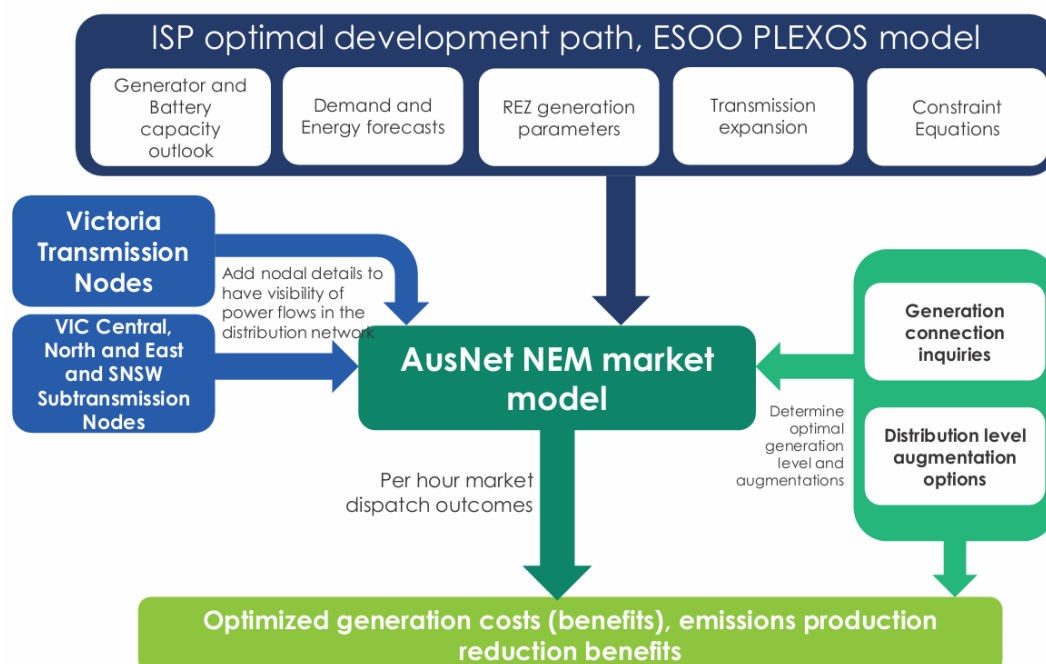 ISP optimal development path, ESOO PLEXOS model
Generator and
Battery
capacity
outlook
Demand and
Energy forecasts
REZ generation
parameters
Transmission
expansion
Constraint
Equations
Victoria
Transmission
Nodes
Add nodal details to
have visibility of
power flows in the
distribution network
VIC Central,
North and East
and SNSW
Subtransmission
Nodes
AusNet NEM market
model
Generation
connection
inquiries
Determine
optimal
generation
level and
augmentations
Distribution level
augmentation
options
Per hour market
dispatch outcomes
Optimized generation costs (benefits), emissions production
reduction benefits